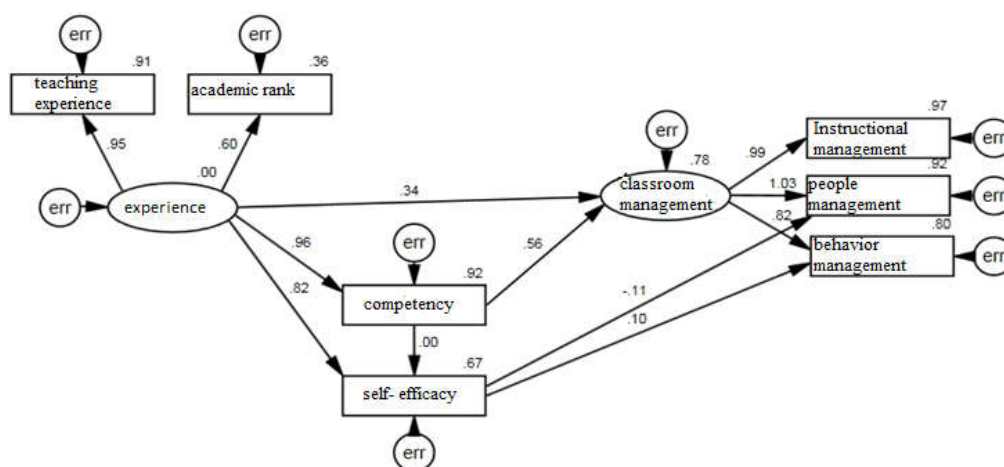 err
err
.91
.36
teaching
experience
academic rank
.95
.60
.00
err
experience
.34
err
.78
classroom
management
.99
.97
Instructional
management
err
1.03
.92
people
management
err
.82
.80
behavior
management
err
.96
.82
err
.92
competency
.56
.00
-.11
.10
.67
self- efficacy
err